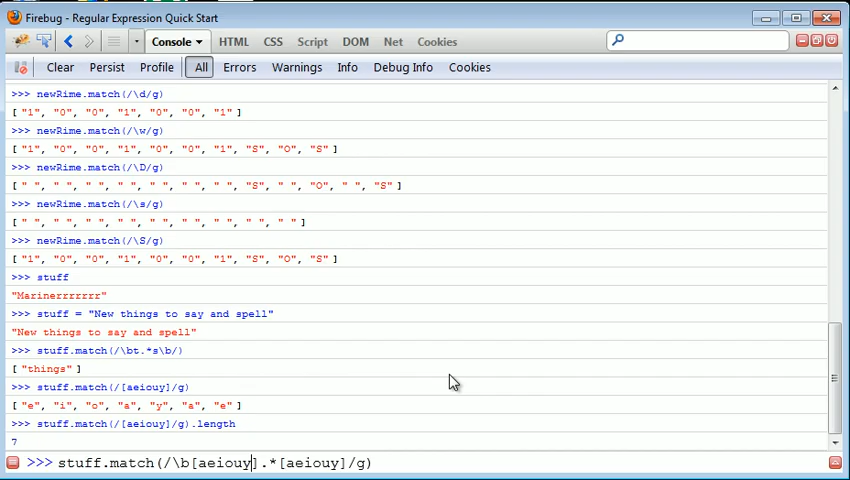 Firebug - Regular Expression Quick Start
Console HTML CSS Script DOM Net Cookies
Clear Persist Profile All Errors Warnings Info Debug Info Cookies
>>> newRime.match(/\d/g)
["1", "0", "0", "1", "0", "0", "1"]
>>> newRime.match(/\w/g)
["1", "0", "0", "1", "0", "0", "1", "S", "O", "S"]
>>> newRime.match(/\D/g)
[" ", " ", " ", " ", " ", " ", " ", "S", " ", "O", " ", "S"]
>>> newRime.match(/\s/g)
[" ", " ", " ", " ", " ", " ", " ", " ", " "]
>>> newRime.match(/\S/g)
["1", "0", "0", "1", "0", "0", "1", "S", "O", "S"]
>>> stuff
"Marinerrrrrrr"
>>> stuff = "New things to say and spell"
"New things to say and spell"
>>> stuff.match(/\bt.*s\b/)
["things"]
>>> stuff.match(/[aeiouy]/g)
["e", "i", "o", "a", "y", "a", "e"]
>>> stuff.match(/[aeiouy]/g).length
7
>>> stuff.match(/\b[aeiouy].*[aeiouy]/g)